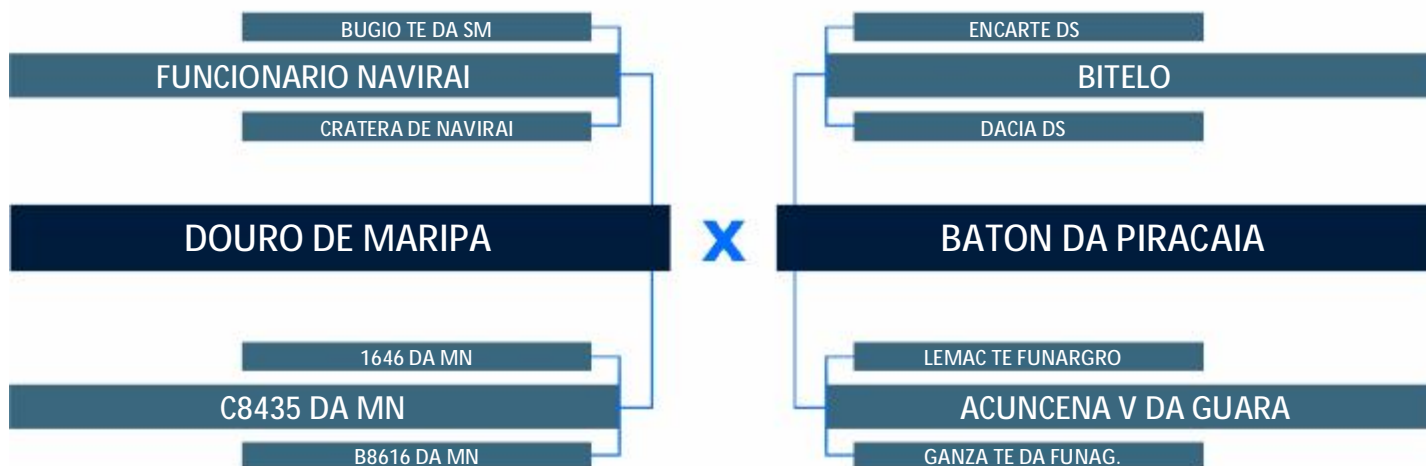 BUGIO TE DA SM
FUNCIONARIO NAVIRAI
CRATERA DE NAVIRAI
DOURO DE MARIPA
1646 DA MN
C8435 DA MN
B8616 DA MN
X
ENCARTE DS
BITELO
DACIA DS
BATON DA PIRACAIA
LEMAC TE FUNARGRO
ACUNCENA V DA GUARA
GANZA TE DA FUNAG.